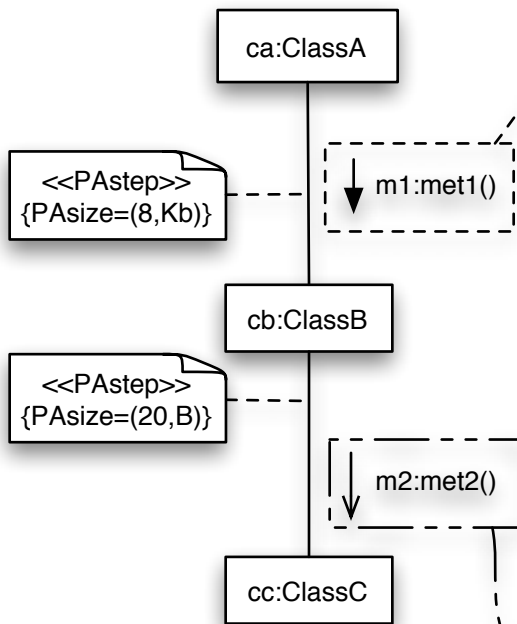 ca:ClassA
<<PAstep>>
{PAsize=(8,Kb)}
m1:met1()
cb:ClassB
<<PAstep>>
{PAsize=(20,B)}
m2:met2()
cc:ClassC